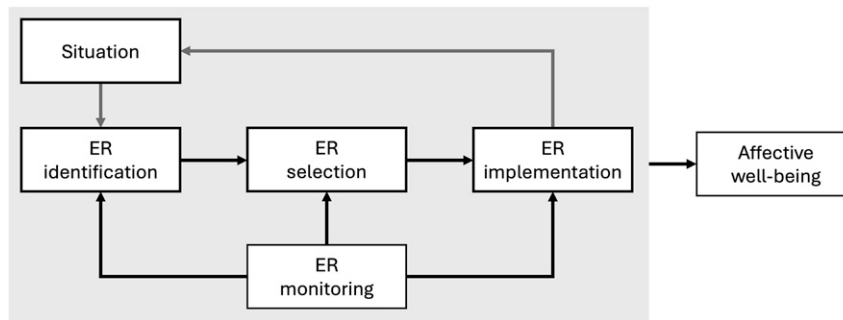 Situation
ER
identification
ER
selection
ER
implementation
Affective
well-being
ER
monitoring